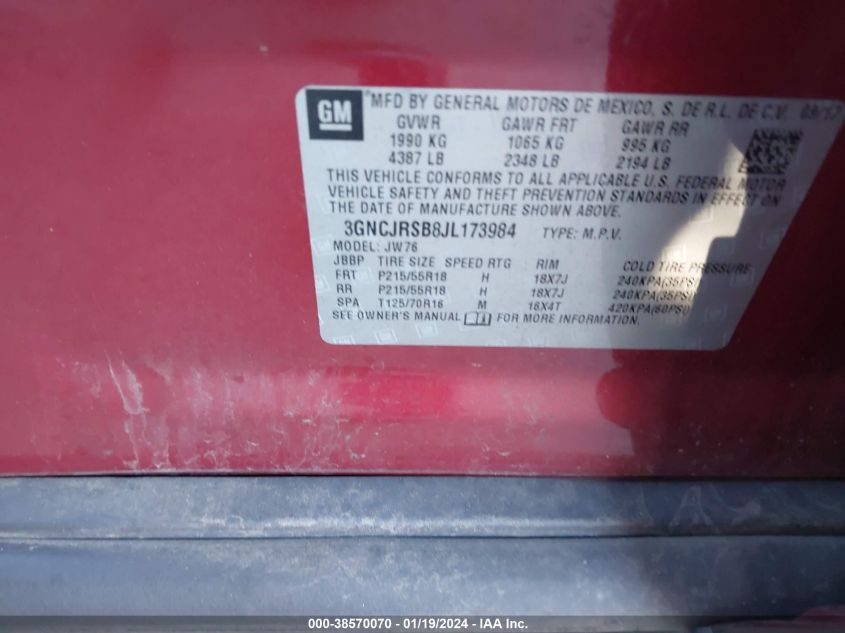 GM
MFD BY GENERAL MOTORS DE MEXICO, S. DE R.L. DE C.V. 09/17
GVWR GAWR FRT GAWR RR
1990 KG 1065 KG 995 KG
4387 LB 2348 LB 2194 LB
THIS VEHICLE CONFORMS TO ALL APPLICABLE U.S. FEDERAL MOTOR
VEHICLE SAFETY AND THEFT PREVENTION STANDARDS IN EFFECT ON
THE DATE OF MANUFACTURE SHOWN ABOVE.
3GNCJRSB8JL173984 TYPE: M.P.V.
MODEL: JW76
JBBP TIRE SIZE SPEED RTG RIM COLD TIRE PRESSURE
FRT P215/55R18 H 18X7J 240KPA(35PSI)
RR P215/55R18 H 18X7J 240KPA(35PSI)
SPA T125/70R16 M 16X4T 420KPA(60PSI)
SEE OWNER'S MANUAL FOR MORE INFORMATION.
000-38570070 - 01/19/2024 - IAA Inc.